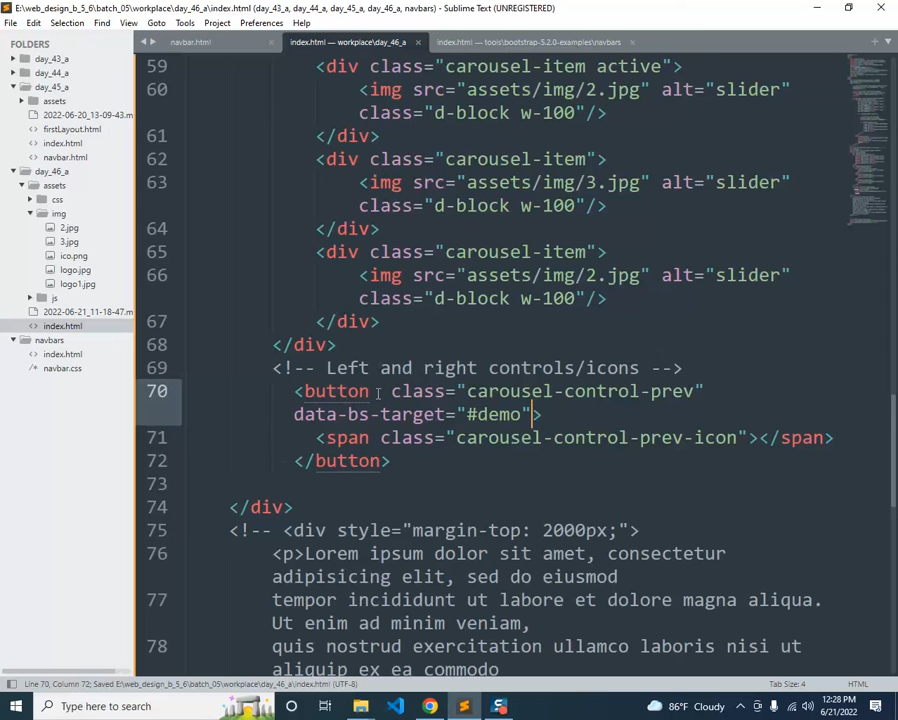 E:\web_design_b_5_6\batch_05\workplace\day_46_a\index.html (day_43_a, day_44_a, day_45_a, day_46_a, navbars) - Sublime Text (UNREGISTERED)
File Edit Selection Find View Goto Tools Project Preferences Help
FOLDERS
day_43_a
day_44_a
day_45_a
assets
2022-06-20_13-09-43.m
firstLayout.html
index.html
navbar.html
day_46_a
assets
css
img
2.jpg
3.jpg
ico.png
logo.jpg
logo1.jpg
js
2022-06-21_11-18-47.m
index.html
navbars
index.html
navbar.css
navbar.html
index.html — workplace\day_46_a
index.html — tools\bootstrap-5.2.0-examples\navbars
59 <div class="carousel-item active">
60 <img src="assets/img/2.jpg" alt="slider"
class="d-block w-100"/>
61 </div>
62 <div class="carousel-item">
63 <img src="assets/img/3.jpg" alt="slider"
class="d-block w-100"/>
64 </div>
65 <div class="carousel-item">
66 <img src="assets/img/2.jpg" alt="slider"
class="d-block w-100"/>
67 </div>
68 </div>
69 <!-- Left and right controls/icons -->
70 <button class="carousel-control-prev"
data-bs-target="#demo">
71 <span class="carousel-control-prev-icon"></span>
72 </button>
73
74 </div>
75 <!-- <div style="margin-top: 2000px;">
76 <p>Lorem ipsum dolor sit amet, consectetur
adipisicing elit, sed do eiusmod
77 tempor incididunt ut labore et dolore magna aliqua.
Ut enim ad minim veniam,
78 quis nostrud exercitation ullamco laboris nisi ut
aliquip ex ea commodo
Line 70, Column 72; Saved E:\web_design_b_5_6\batch_05\workplace\day_46_a\index.html (UTF-8)
Tab Size: 4
HTML
Type here to search
86°F Cloudy
12:28 PM
6/21/2022